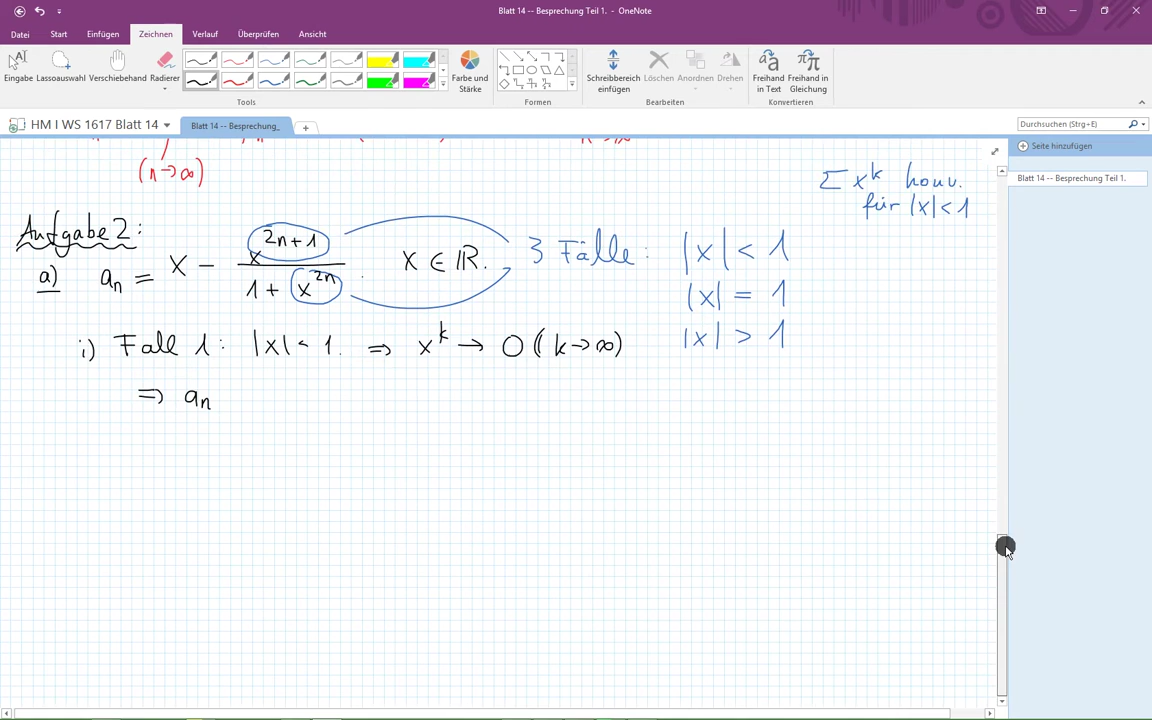 Blatt 14 -- Besprechung Teil 1. - OneNote
Datei Start Einfügen Zeichnen Verlauf Überprüfen Ansicht
Eingabe Lassoauswahl Verschiebehand Radierer
Farbe und Stärke
Schreibbereich einfügen Löschen Anordnen Drehen
Freihand in Text Freihand in Gleichung
Tools Formen Bearbeiten Konvertieren
HM I WS 1617 Blatt 14 Blatt 14 -- Besprechung_
Durchsuchen (Strg+E)
Seite hinzufügen
Blatt 14 -- Besprechung Teil 1.
(n→∞)
Σ x^k konv.
für |x| < 1
Aufgabe 2:
a) a_n = x − x^{2n+1} / (1 + x^{2n}) . x ∈ ℝ.
3 Fälle: |x| < 1
|x| = 1
|x| > 1
i) Fall 1: |x| < 1. ⇒ x^k → 0 ((k→∞)
⇒ a_n